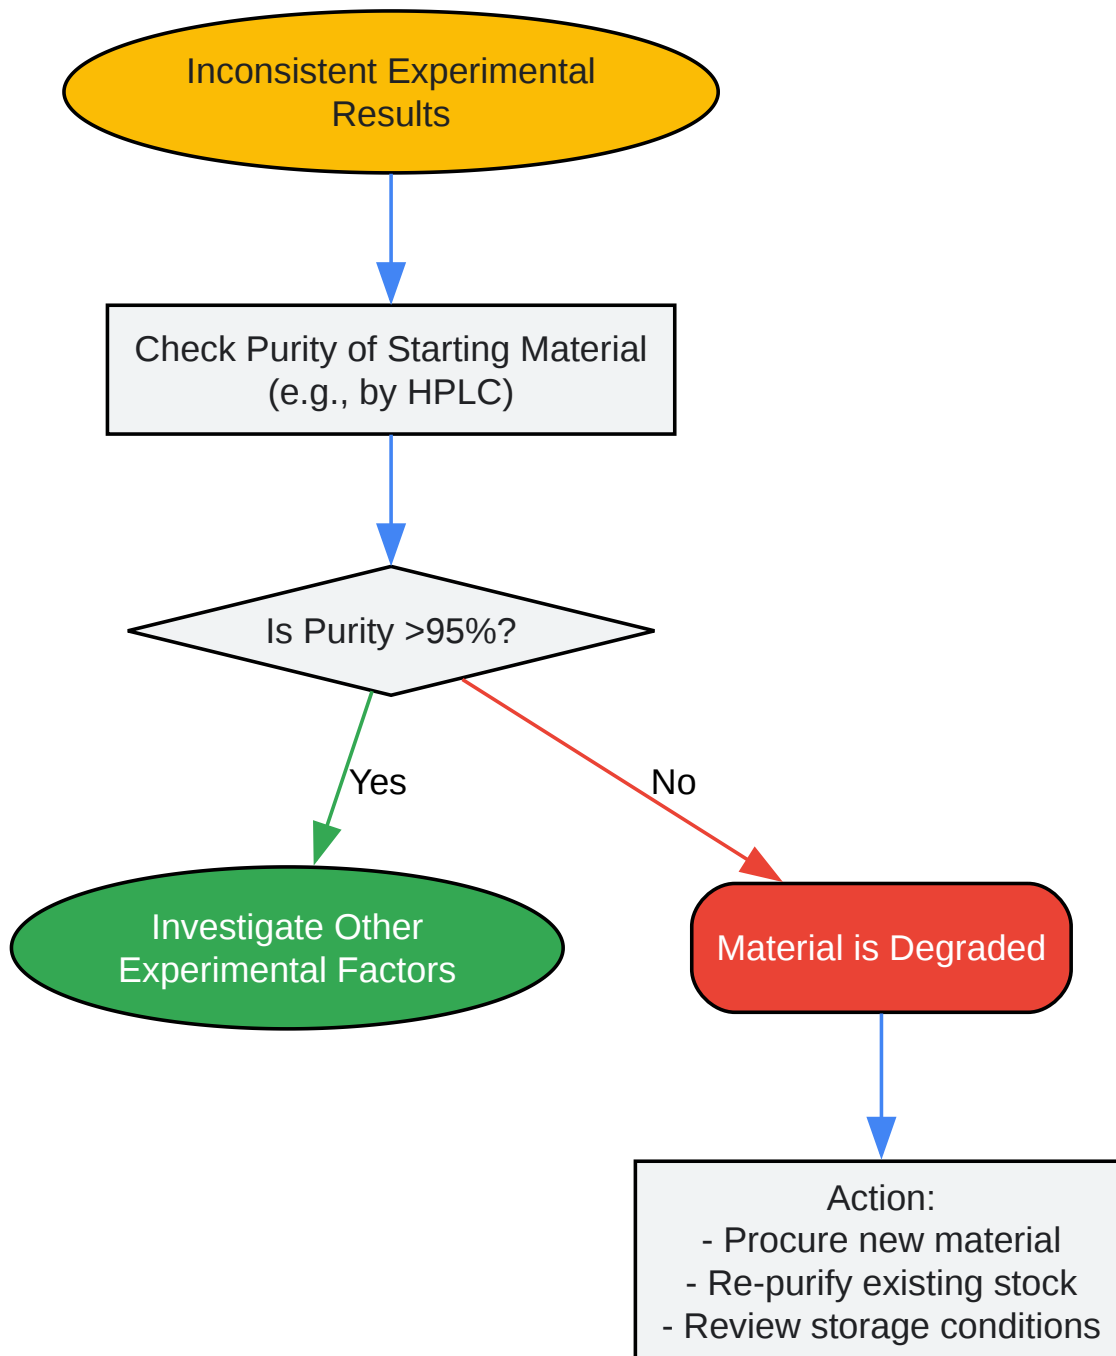 Inconsistent Experimental
Results
Check Purity of Starting Material
(e.g., by HPLC)
Is Purity >95%?
Yes
No
Investigate Other
Experimental Factors
Material is Degraded
Action:
- Procure new material
- Re-purify existing stock
- Review storage conditions